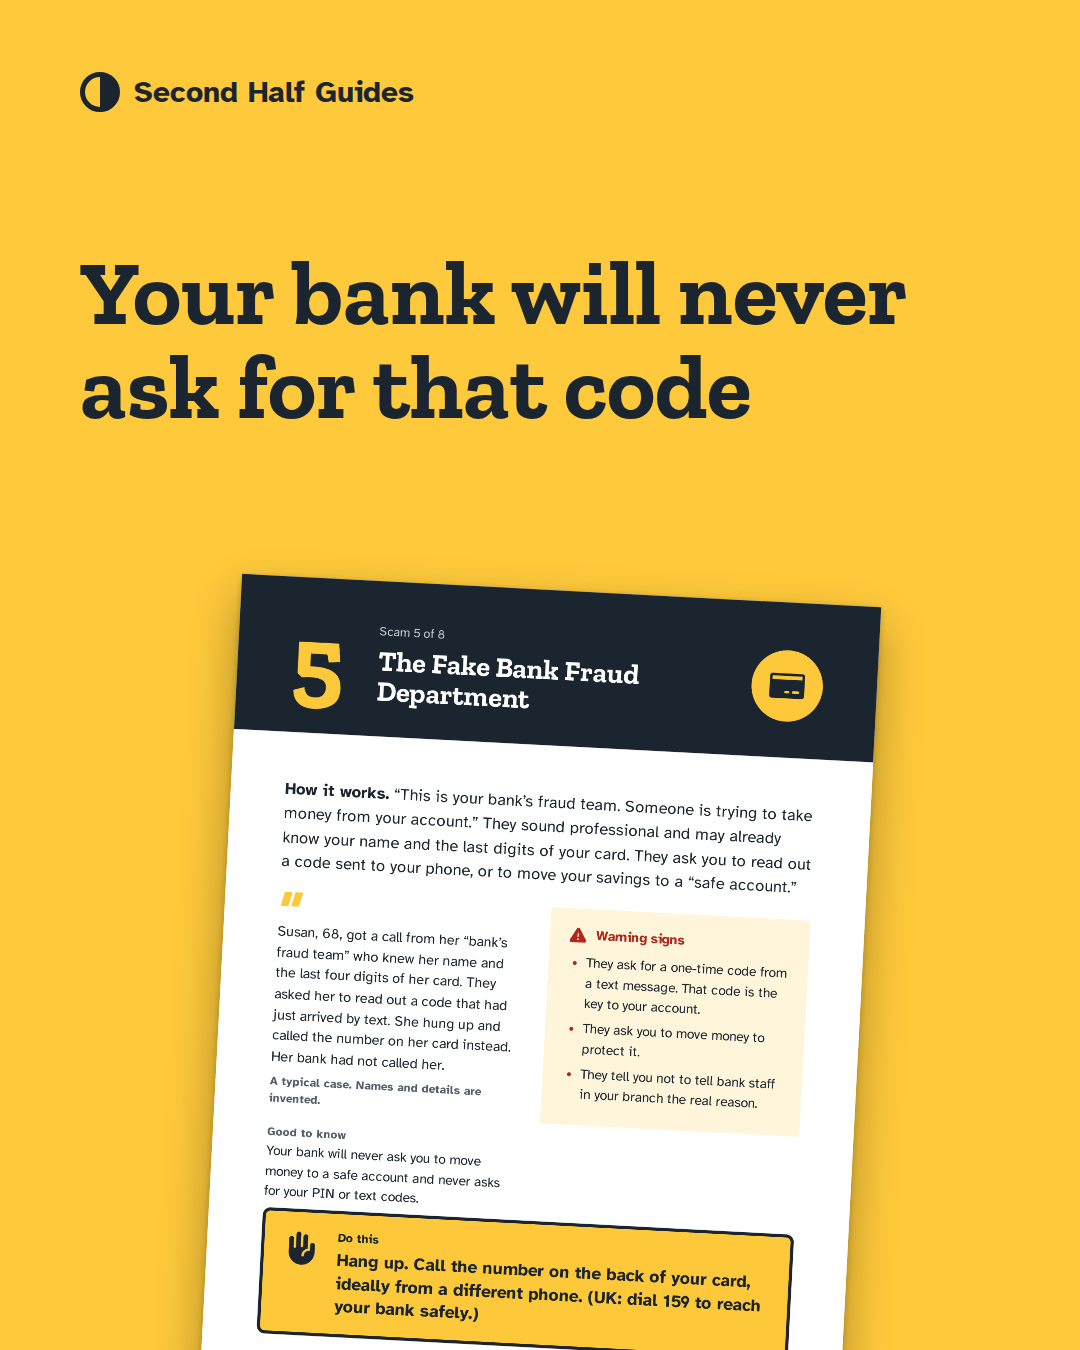 Second Half Guides
Your bank will never
ask for that code
Scam 5 of 8
5
The Fake Bank Fraud
Department
How it works. “This is your bank’s fraud team. Someone is trying to take
money from your account.” They sound professional and may already
know your name and the last digits of your card. They ask you to read out
a code sent to your phone, or to move your savings to a “safe account.”
Susan, 68, got a call from her “bank’s
fraud team” who knew her name and
the last four digits of her card. They
asked her to read out a code that had
just arrived by text. She hung up and
called the number on her card instead.
Her bank had not called her.
A typical case. Names and details are
invented.
Good to know
Your bank will never ask you to move
money to a safe account and never asks
for your PIN or text codes.
Warning signs
• They ask for a one-time code from
a text message. That code is the
key to your account.
• They ask you to move money to
protect it.
• They tell you not to tell bank staff
in your branch the real reason.
Do this
Hang up. Call the number on the back of your card,
ideally from a different phone. (UK: dial 159 to reach
your bank safely.)